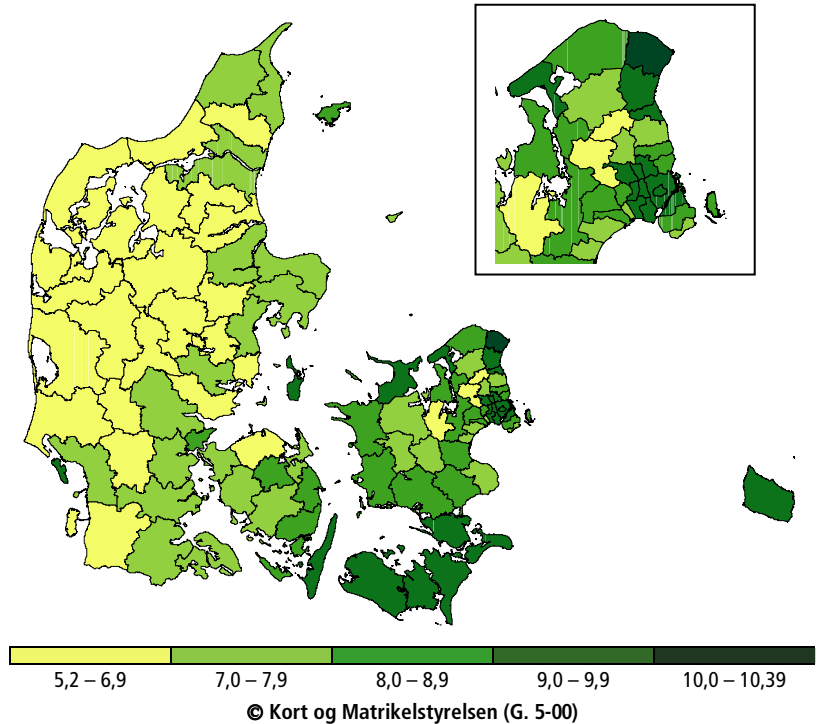 5,2 – 6,9 7,0 – 7,9 8,0 – 8,9 9,0 – 9,9 10,0 – 10,39
© Kort og Matrikelstyrelsen (G. 5-00)